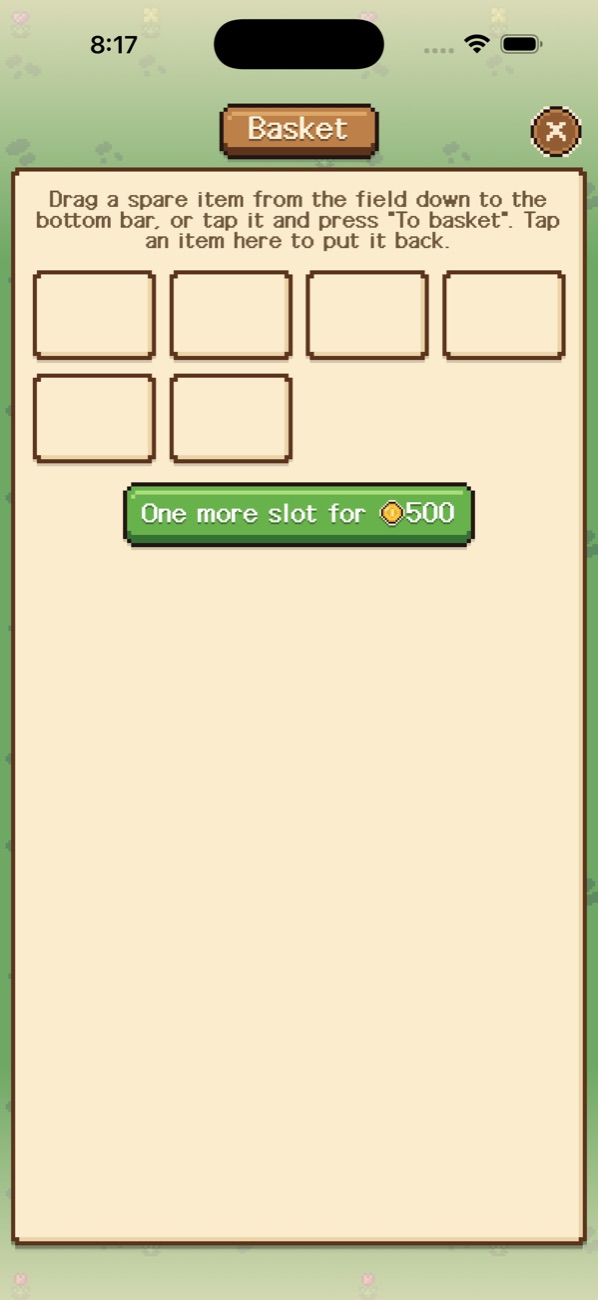 8:17
Basket
Drag a spare item from the field down to the
bottom bar, or tap it and press "To basket". Tap
an item here to put it back.
One more slot for 500